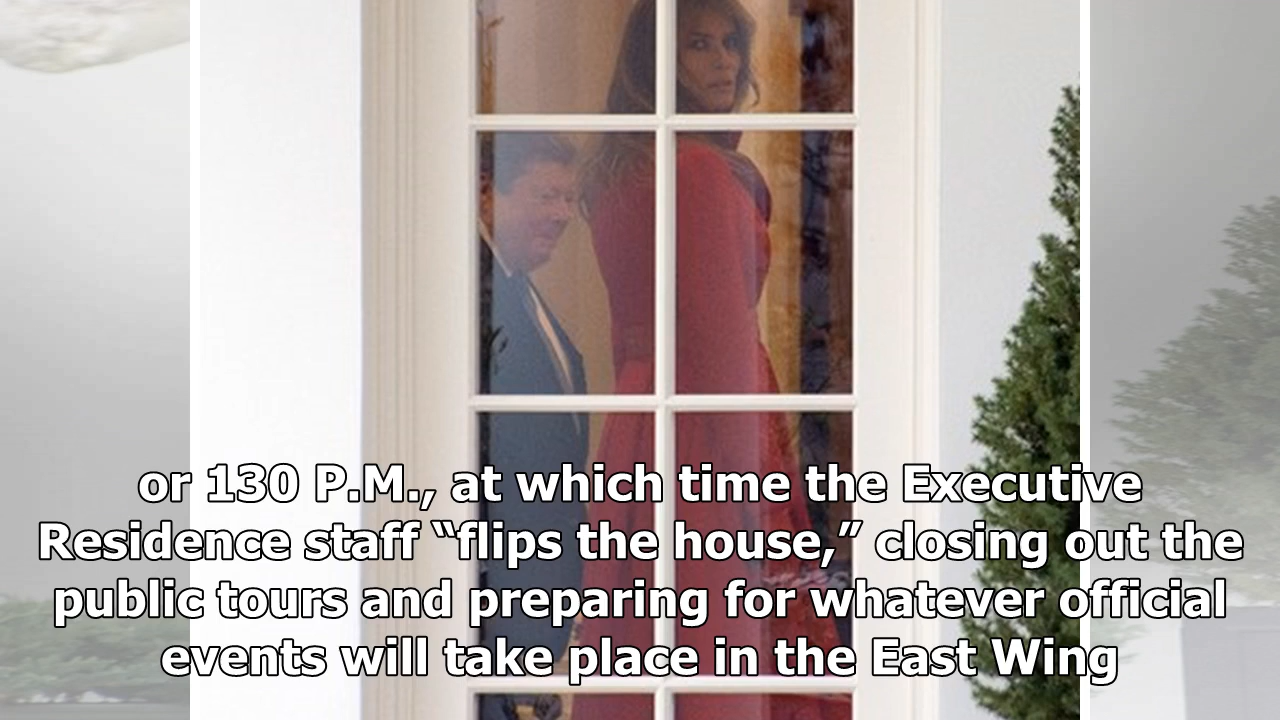 or 130 P.M., at which time the Executive
Residence staff “flips the house,” closing out the
public tours and preparing for whatever official
events will take place in the East Wing